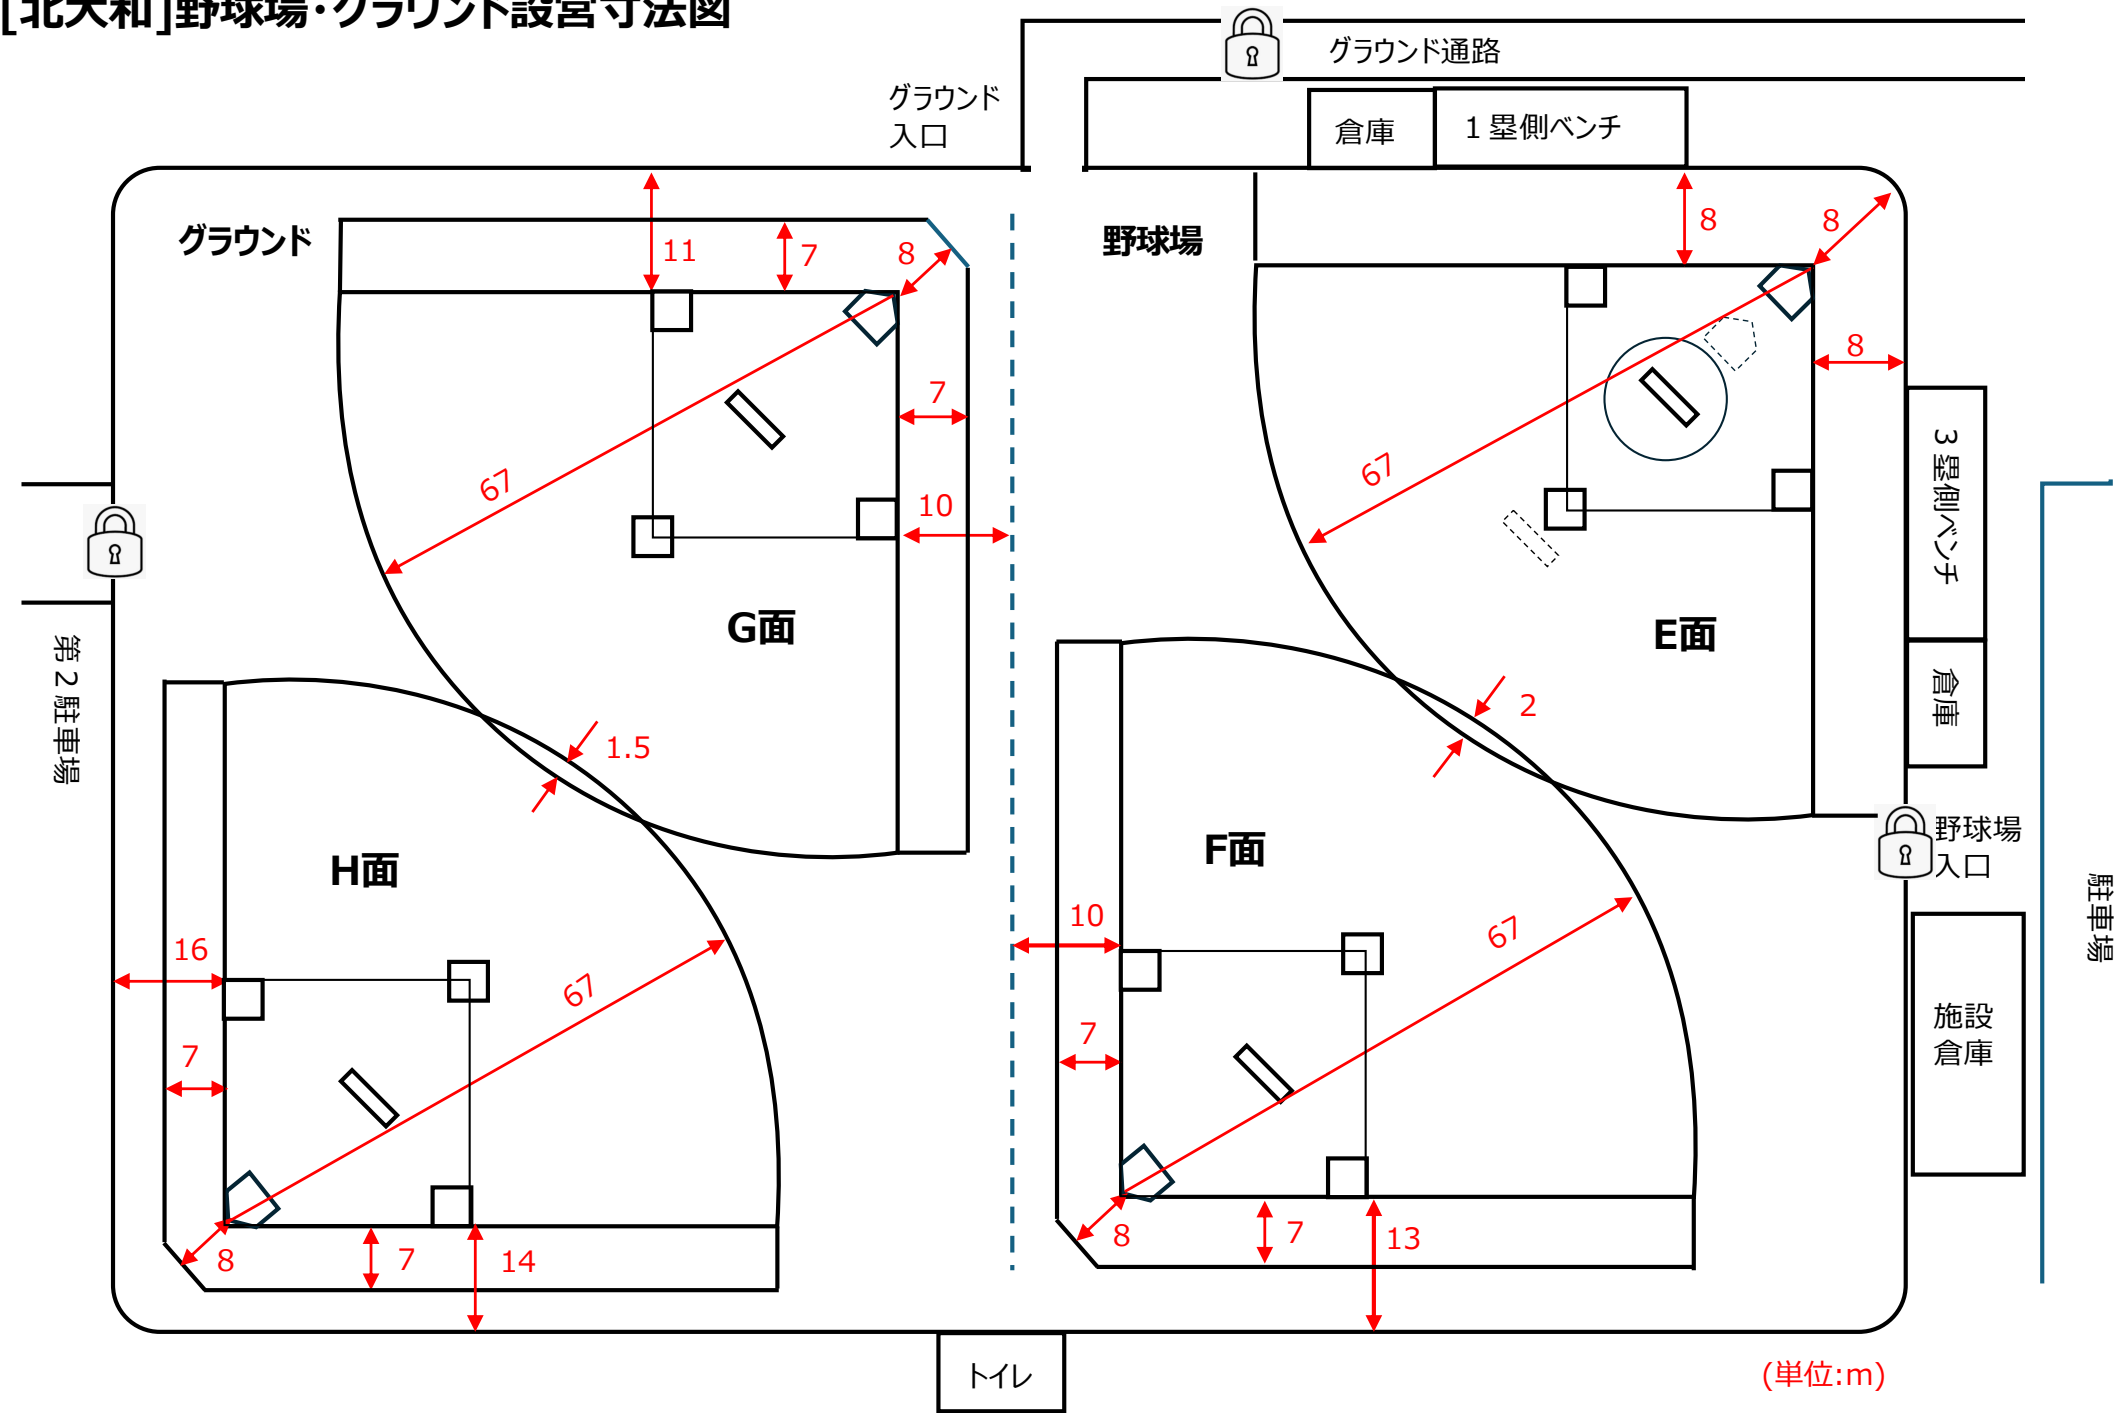 [北大和]野球場・グラウンド設営寸法図
グラウンド通路
グラウンド
入口
倉庫
1塁側ベンチ
グラウンド
11
7
8
野球場
8
8
8
7
67
10
67
3塁側ベンチ
G面
E面
倉庫
第2駐車場
1.5
2
野球場
入口
H面
F面
駐車場
16
10
67
67
7
7
施設
倉庫
8
7
14
8
7
13
トイレ
(単位:m)